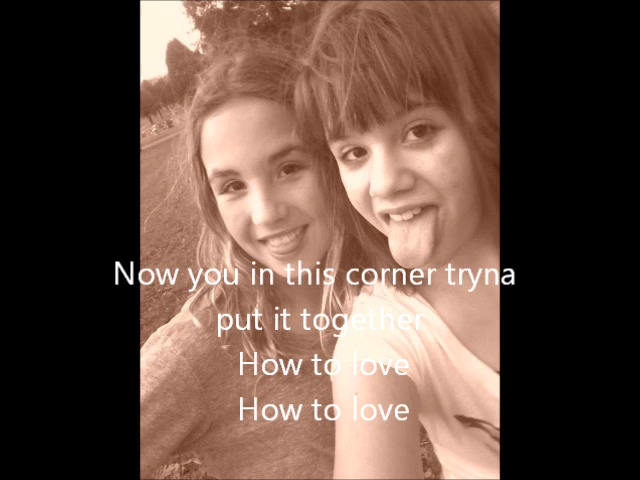 Now you in this corner tryna
put it together
How to love
How to love